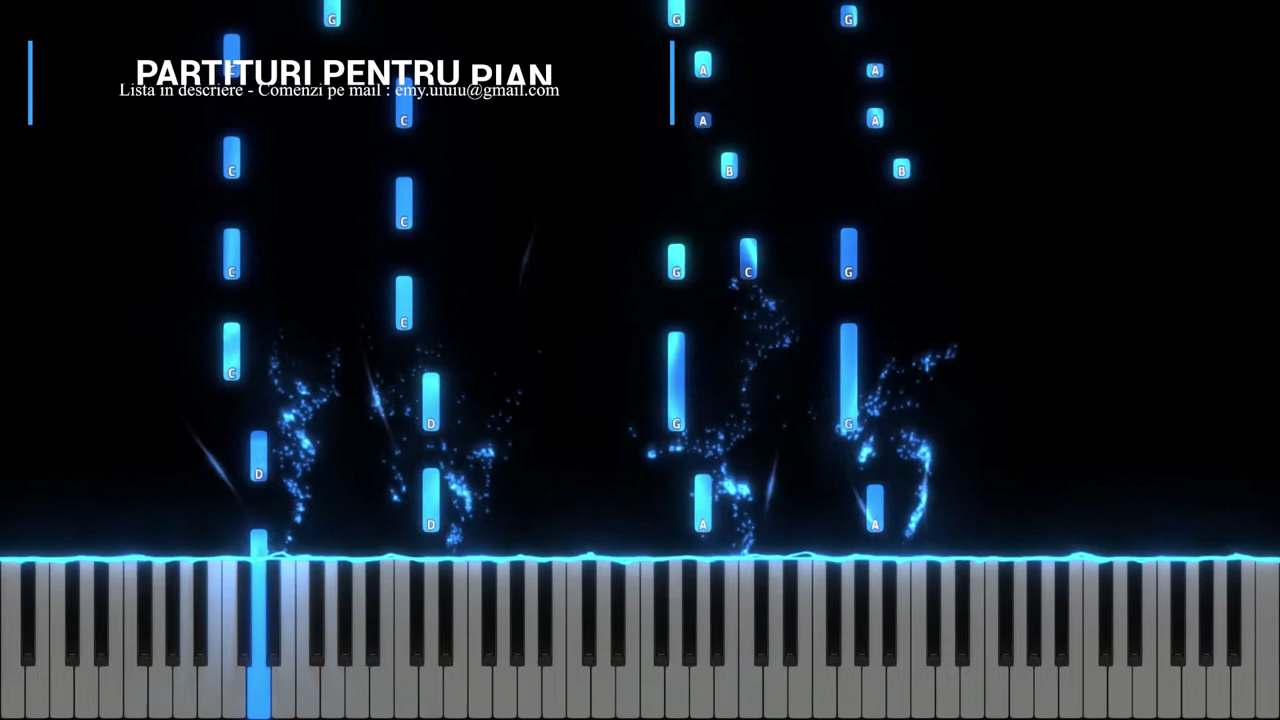 G G G
PARTITURI PENTRU PIAN
Lista in descriere - Comenzi pe mail : emy.uiuiu@gmail.com
A A
C A A
C B B
C
C G C G
C
C G G
D D
D A A